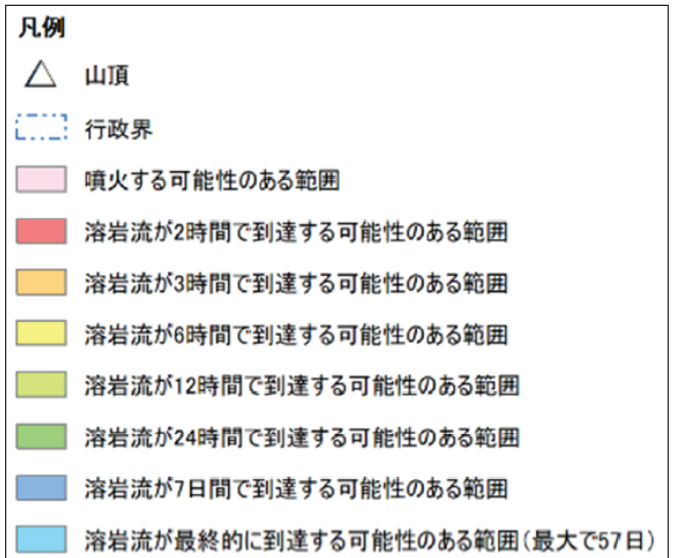 凡例
山頂
行政界
噴火する可能性のある範囲
溶岩流が2時間で到達する可能性のある範囲
溶岩流が3時間で到達する可能性のある範囲
溶岩流が6時間で到達する可能性のある範囲
溶岩流が12時間で到達する可能性のある範囲
溶岩流が24時間で到達する可能性のある範囲
溶岩流が7日間で到達する可能性のある範囲
溶岩流が最終的に到達する可能性のある範囲(最大で57日)